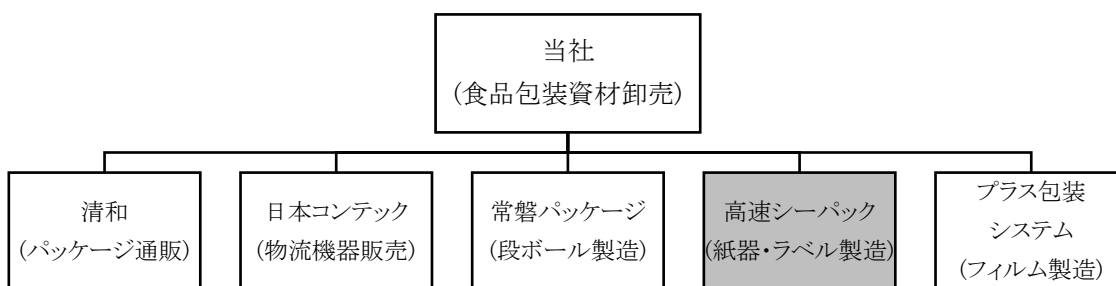 当社
(食品包装資材卸売)
清和
(パッケージ通販)
日本コンテック
(物流機器販売)
常磐パッケージ
(段ボール製造)
高速シーパック
(紙器・ラベル製造)
プラス包装
システム
(フィルム製造)